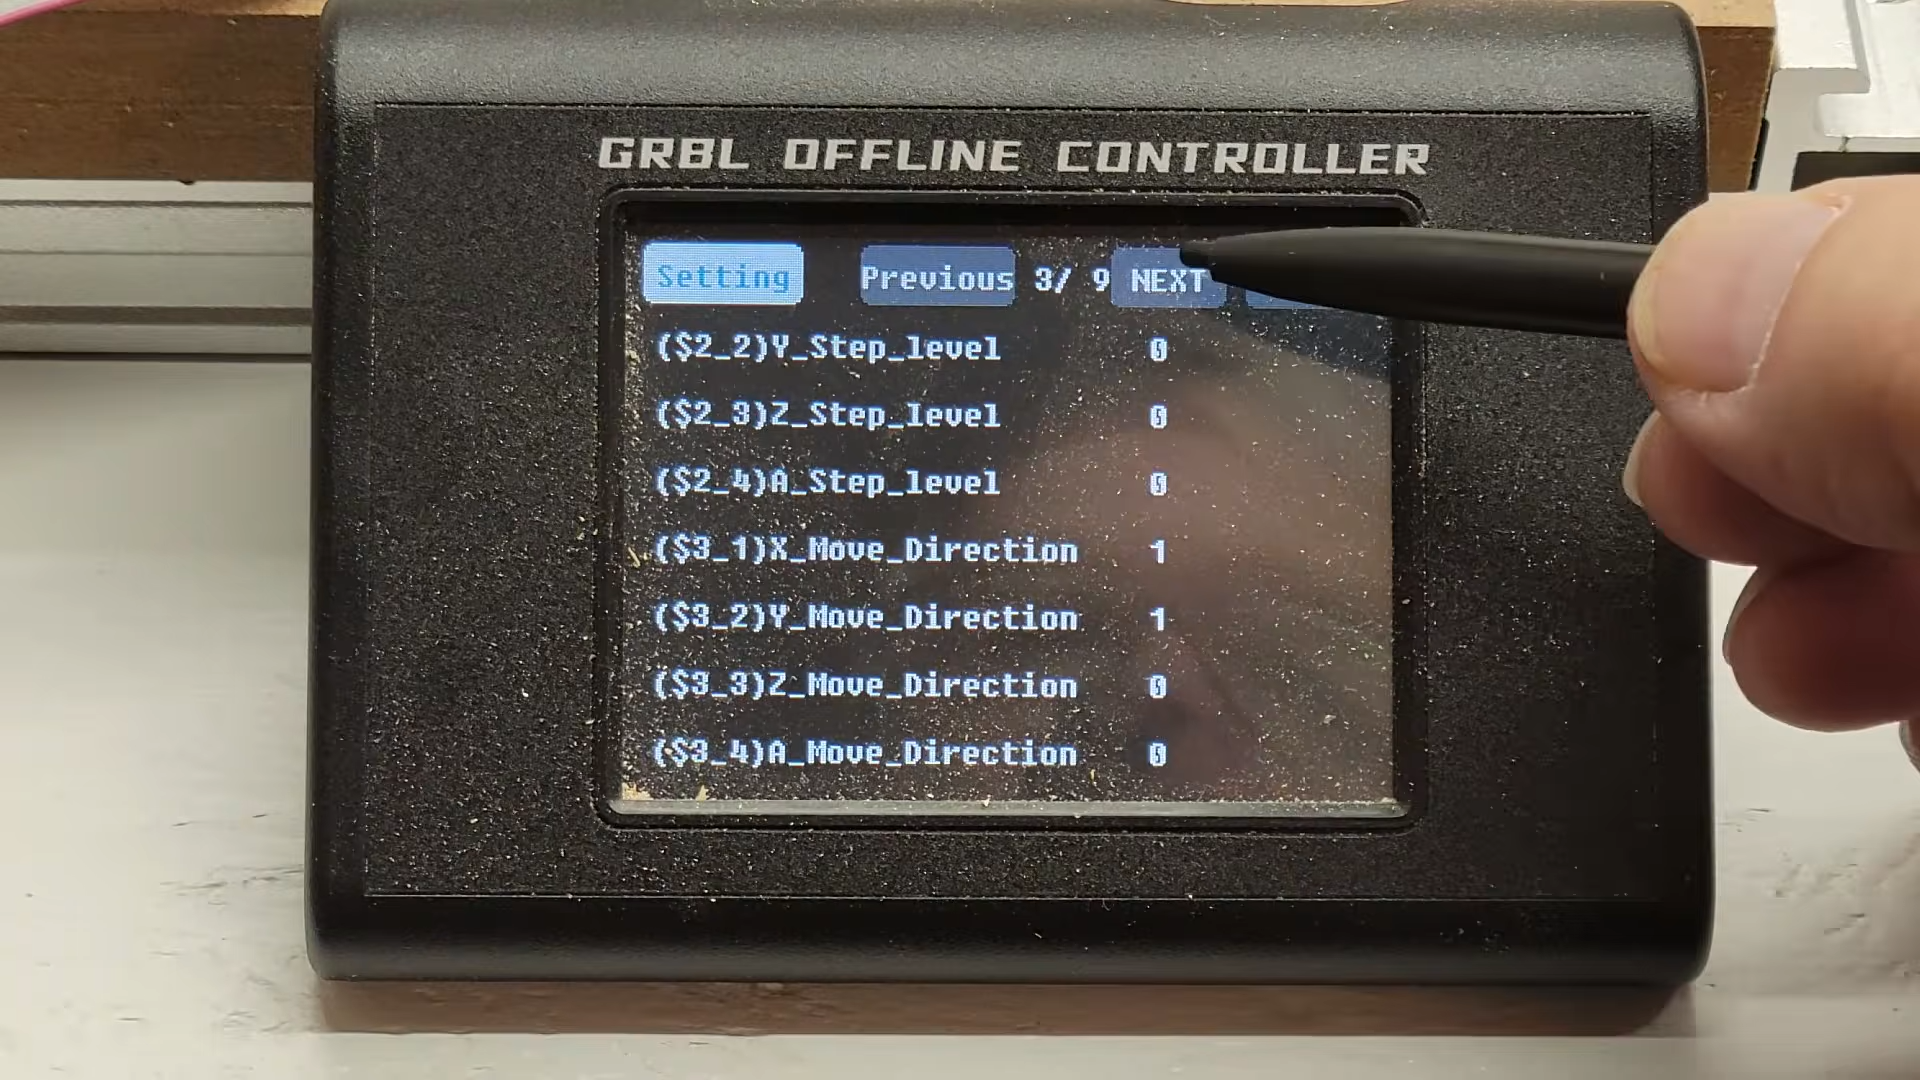 GRBL OFFLINE CONTROLLER
Setting Previous 3/ 9 NEXT
($2_2)Y_Step_level 0
($2_3)Z_Step_level 0
($2_4)A_Step_level 0
($3_1)X_Move_Direction 1
($3_2)Y_Move_Direction 1
($3_3)Z_Move_Direction 0
($3_4)A_Move_Direction 0